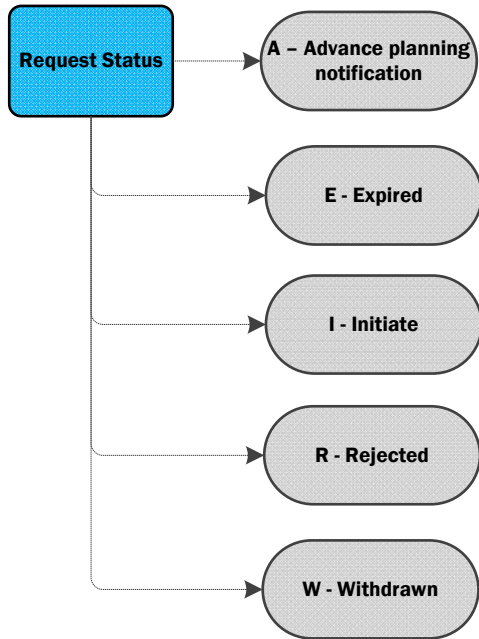 Request Status
A – Advance planning
notification
E - Expired
I - Initiate
R - Rejected
W - Withdrawn